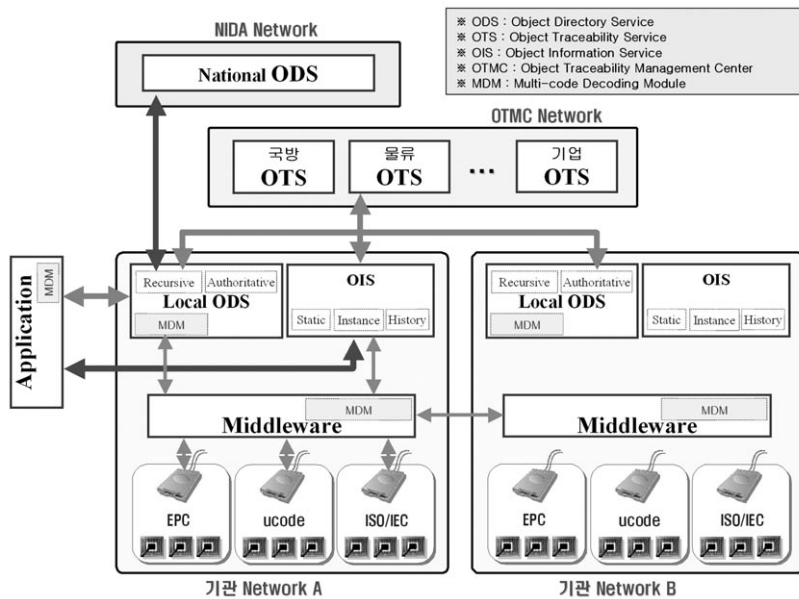 NIDA Network
National ODS
※ ODS : Object Directory Service
※ OTS : Object Traceability Service
※ OIS : Object Information Service
※ OTMC : Object Traceability Management Center
※ MDM : Multi-code Decoding Module
OTMC Network
국방
OTS
물류
OTS
...
기업
OTS
Application
MDM
Recursive
Authoritative
Local ODS
MDM
OIS
Static
Instance
History
MDM
Middleware
EPC
ucode
ISO/IEC
기관 Network A
Recursive
Authoritative
Local ODS
MDM
OIS
Static
Instance
History
MDM
Middleware
EPC
ucode
ISO/IEC
기관 Network B